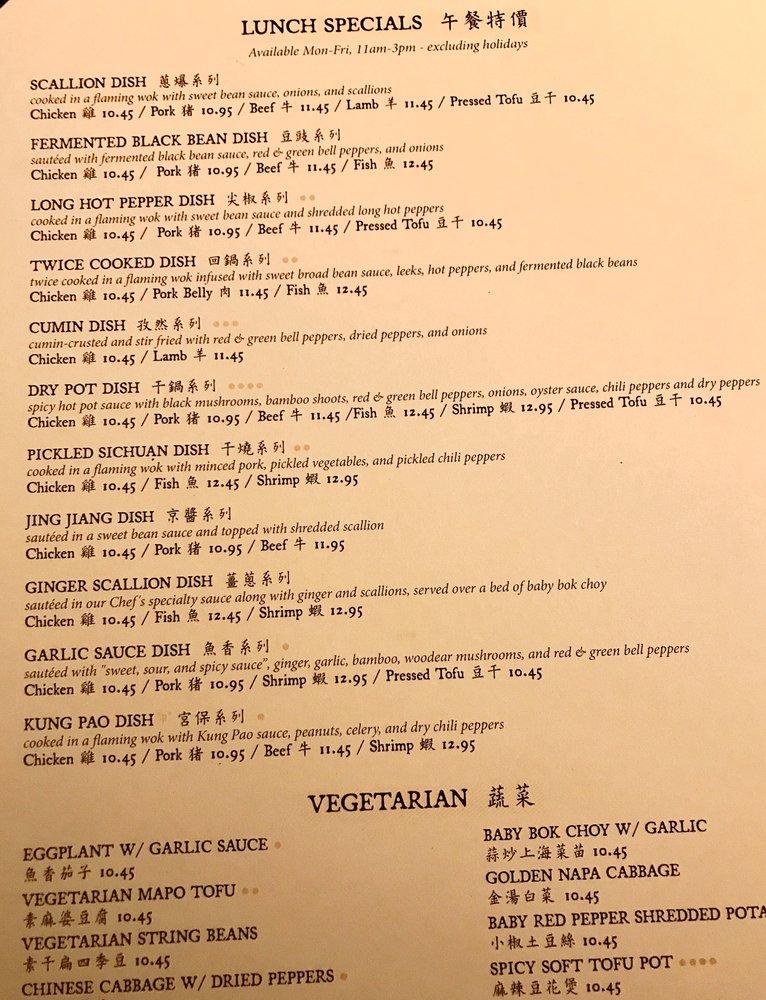 LUNCH SPECIALS 午餐特價
Available Mon-Fri, 11am-3pm - excluding holidays
SCALLION DISH 蔥爆系列
cooked in a flaming wok with sweet bean sauce, onions, and scallions
Chicken 雞 10.45 / Pork 猪 10.95 / Beef 牛 11.45 / Lamb 羊 11.45 / Pressed Tofu 豆干 10.45
FERMENTED BLACK BEAN DISH 豆豉系列
sautéed with fermented black bean sauce, red & green bell peppers, and onions
Chicken 雞 10.45 / Pork 猪 10.95 / Beef 牛 11.45 / Fish 魚 12.45
LONG HOT PEPPER DISH 尖椒系列
cooked in a flaming wok with sweet bean sauce and shredded long hot peppers
Chicken 雞 10.45 / Pork 猪 10.95 / Beef 牛 11.45 / Pressed Tofu 豆干 10.45
TWICE COOKED DISH 回鍋系列
twice cooked in a flaming wok infused with sweet broad bean sauce, leeks, hot peppers, and fermented black beans
Chicken 雞 10.45 / Pork Belly 肉 11.45 / Fish 魚 12.45
CUMIN DISH 孜然系列
cumin-crusted and stir fried with red & green bell peppers, dried peppers, and onions
Chicken 雞 10.45 / Lamb 羊 11.45
DRY POT DISH 干鍋系列
spicy hot pot sauce with black mushrooms, bamboo shoots, red & green bell peppers, onions, oyster sauce, chili peppers and dry peppers
Chicken 雞 10.45 / Pork 猪 10.95 / Beef 牛 11.45 /Fish 魚 12.45 / Shrimp 蝦 12.95 / Pressed Tofu 豆干 10.45
PICKLED SICHUAN DISH 干燒系列
cooked in a flaming wok with minced pork, pickled vegetables, and pickled chili peppers
Chicken 雞 10.45 / Fish 魚 12.45 / Shrimp 蝦 12.95
JING JIANG DISH 京醬系列
sautéed in a sweet bean sauce and topped with shredded scallion
Chicken 雞 10.45 / Pork 猪 10.95 / Beef 牛 11.95
GINGER SCALLION DISH 薑蔥系列
sautéed in our Chef's specialty sauce along with ginger and scallions, served over a bed of baby bok choy
Chicken 雞 10.45 / Fish 魚 12.45 / Shrimp 蝦 12.95
GARLIC SAUCE DISH 魚香系列
sautéed with "sweet, sour, and spicy sauce", ginger, garlic, bamboo, woodear mushrooms, and red & green bell peppers
Chicken 雞 10.45 / Pork 猪 10.95 / Shrimp 蝦 12.95 / Pressed Tofu 豆干 10.45
KUNG PAO DISH 宮保系列
cooked in a flaming wok with Kung Pao sauce, peanuts, celery, and dry chili peppers
Chicken 雞 10.45 / Pork 猪 10.95 / Beef 牛 11.45 / Shrimp 蝦 12.95
VEGETARIAN 蔬菜
EGGPLANT W/ GARLIC SAUCE
魚香茄子 10.45
VEGETARIAN MAPO TOFU
素麻婆豆腐 10.45
VEGETARIAN STRING BEANS
素干扁四季豆 10.45
CHINESE CABBAGE W/ DRIED PEPPERS
BABY BOK CHOY W/ GARLIC
蒜炒上海菜苗 10.45
GOLDEN NAPA CABBAGE
金湯白菜 10.45
BABY RED PEPPER SHREDDED POTA
小椒土豆絲 10.45
SPICY SOFT TOFU POT
麻辣豆花煲 10.45